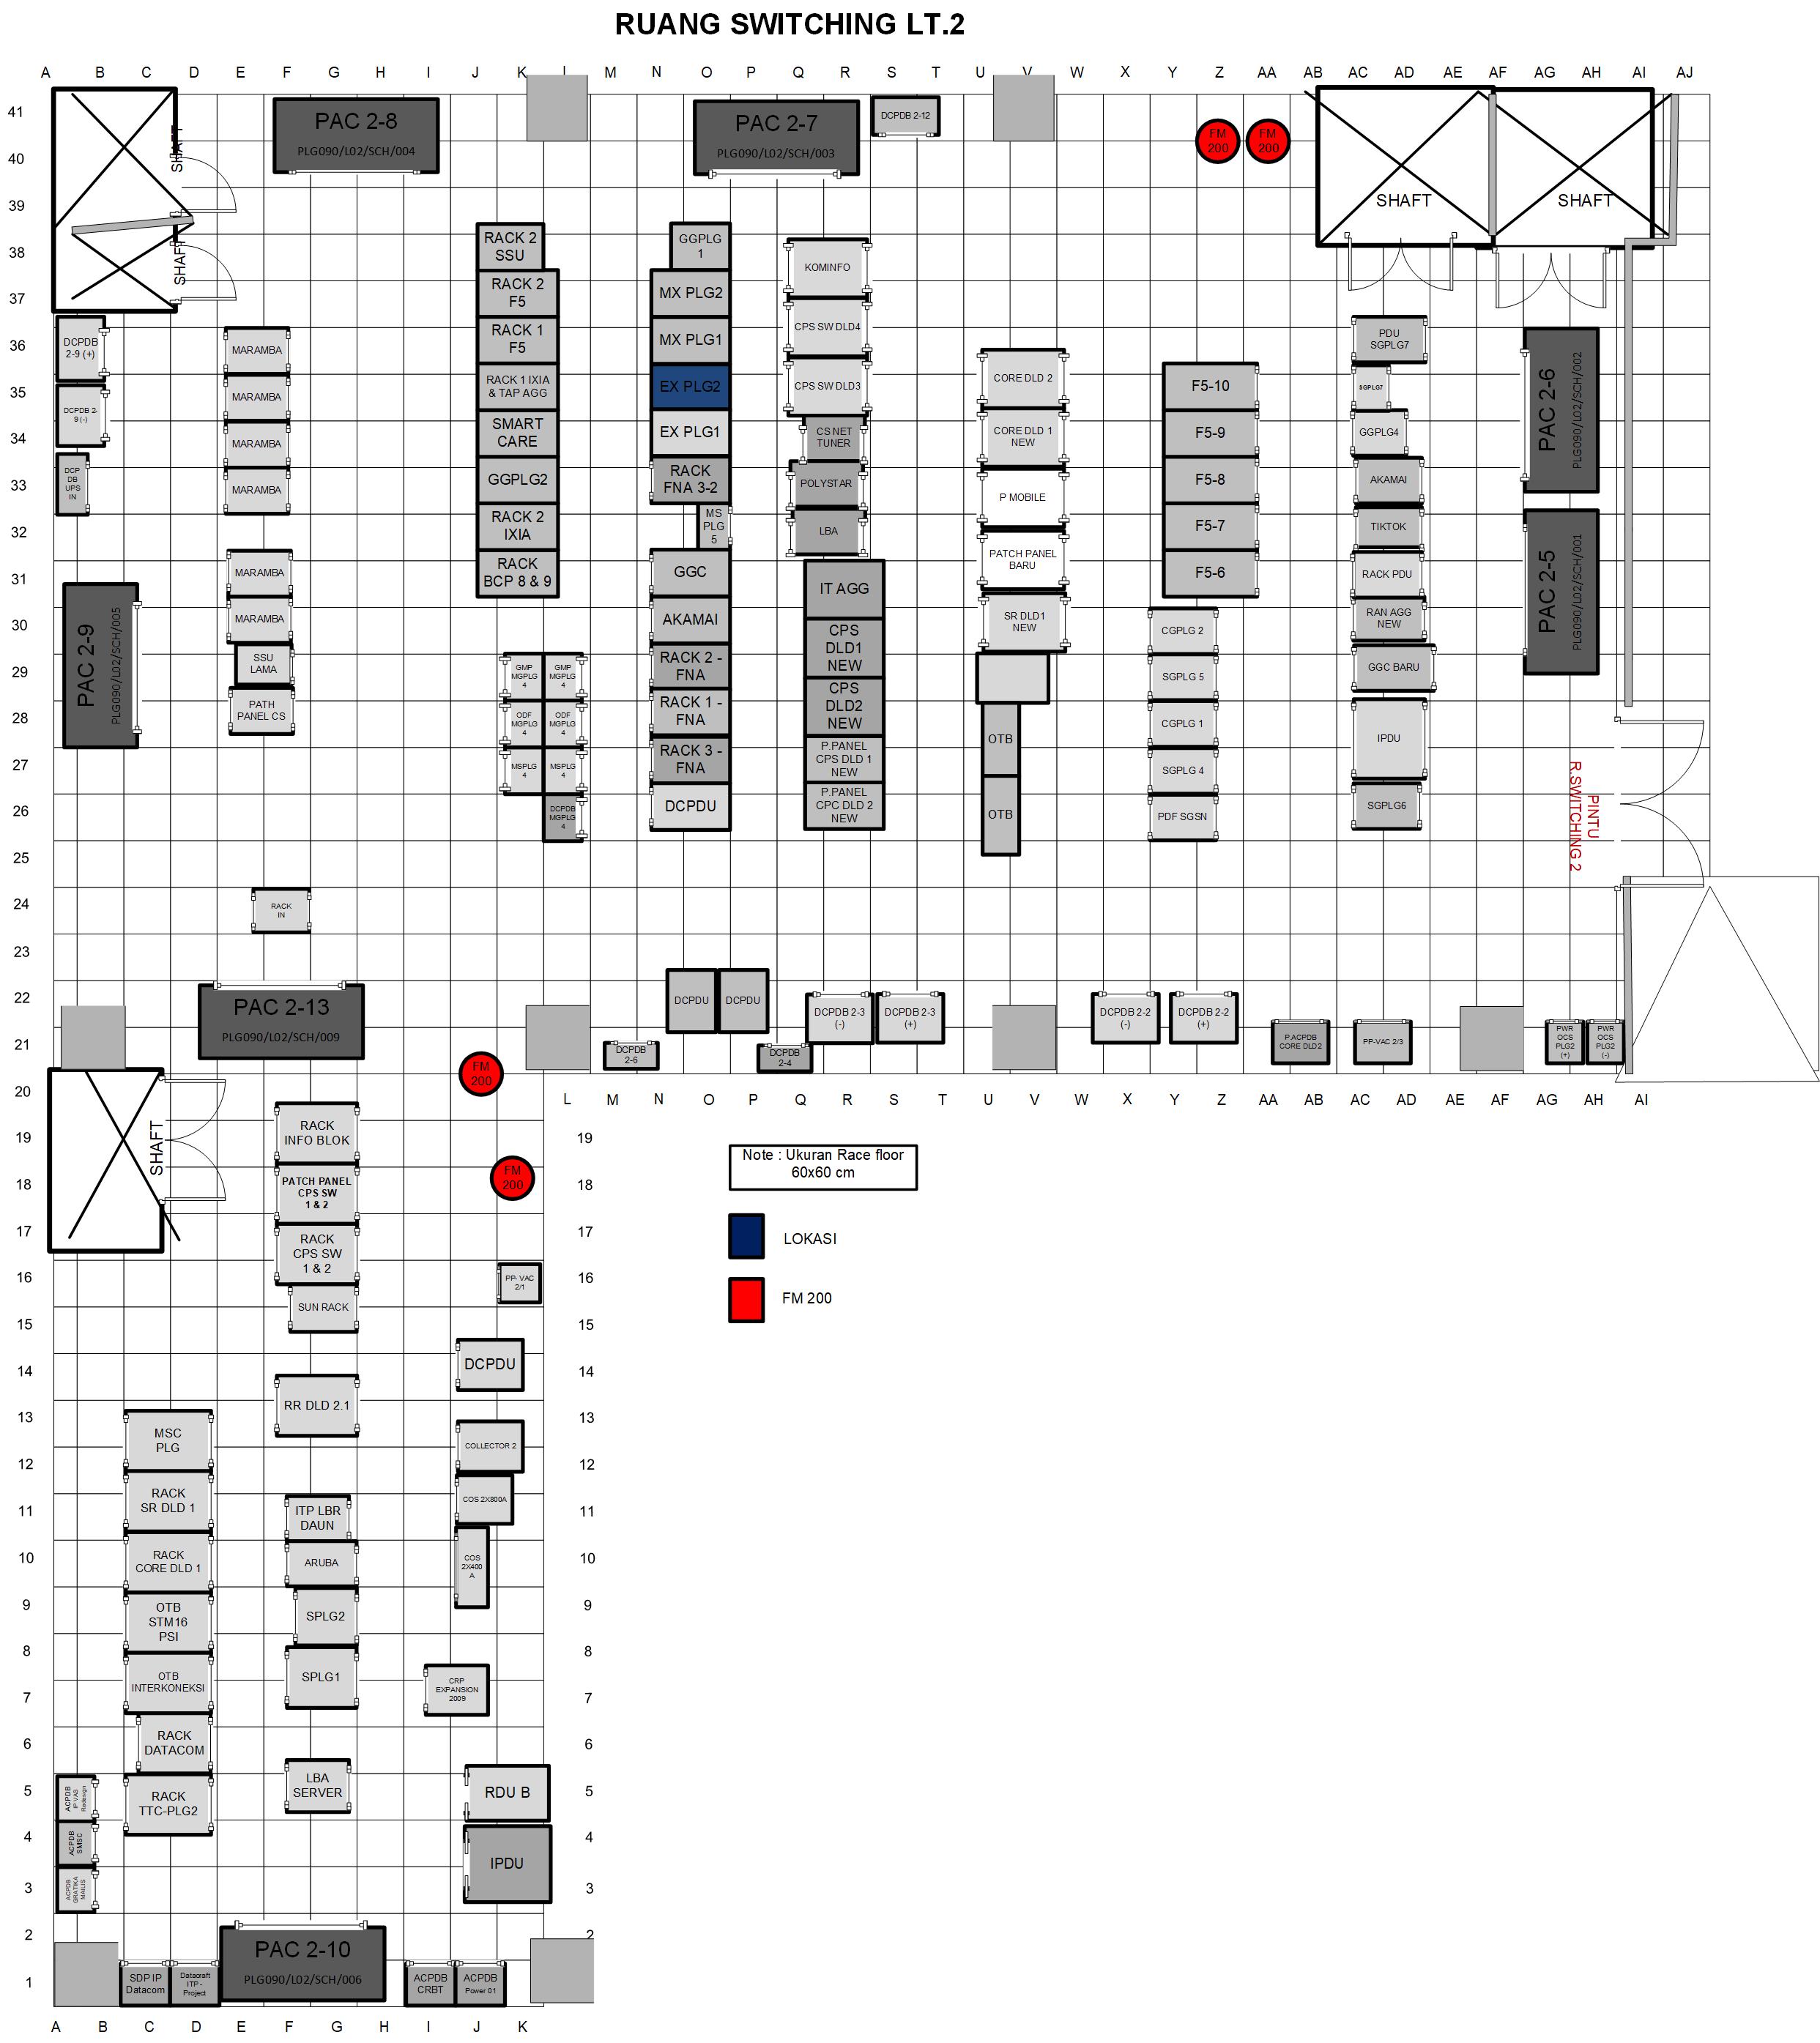 RUANG SWITCHING LT.2
A B C D E F G H I J K L M N O P Q R S T U V W X Y Z AA AB AC AD AE AF AG AH AI AJ
41
40
39
38
37
36
35
34
33
32
31
30
29
28
27
26
25
24
23
22
21
20
19
18
17
16
15
14
13
12
11
10
9
8
7
6
5
4
3
2
1
SHAFT
SHAFT
PAC 2-8
PLG090/L02/SCH/004
PAC 2-7
PLG090/L02/SCH/003
DCPDB 2-12
FM
200
FM
200
SHAFT
SHAFT
DCPDB
2-9 (+)
DCPDB 2-
9 (-)
DCP
DB
UPS
IN
PAC 2-9
PLG090/L02/SCH/005
MARAMBA
MARAMBA
MARAMBA
MARAMBA
MARAMBA
MARAMBA
SSU
LAMA
PATH
PANEL CS
RACK
IN
RACK 2
SSU
RACK 2
F5
RACK 1
F5
RACK 1 IXIA
& TAP AGG
SMART
CARE
GGPLG2
RACK 2
IXIA
RACK
BCP 8 & 9
GMP
MGPLG
4
GMP
MGPLG
4
ODF
MGPLG
4
ODF
MGPLG
4
MSPLG
4
MSPLG
4
DCPDB
MGPLG
4
GGPLG
1
MX PLG2
MX PLG1
EX PLG2
EX PLG1
RACK
FNA 3-2
MS
PLG
5
GGC
AKAMAI
RACK 2 -
FNA
RACK 1 -
FNA
RACK 3 -
FNA
DCPDU
KOMINFO
CPS SW DLD4
CPS SW DLD3
CS NET
TUNER
POLYSTAR
LBA
IT AGG
CPS
DLD1
NEW
CPS
DLD2
NEW
P.PANEL
CPS DLD 1
NEW
P.PANEL
CPC DLD 2
NEW
CORE DLD 2
CORE DLD 1
NEW
P MOBILE
PATCH PANEL
BARU
SR DLD1
NEW
OTB
OTB
F5-10
F5-9
F5-8
F5-7
F5-6
CGPLG 2
SGPLG 5
CGPLG 1
SGPLG 4
PDF SGSN
PDU
SGPLG7
SGPLG7
GGPLG4
AKAMAI
TIKTOK
RACK PDU
RAN AGG
NEW
GGC BARU
IPDU
SGPLG6
PAC 2-6
PLG090/L02/SCH/002
PAC 2-5
PLG090/L02/SCH/001
PINTU
R.SWITCHING 2
PAC 2-13
PLG090/L02/SCH/009
DCPDB
2-6
DCPDU
DCPDU
DCPDB
2-4
DCPDB 2-3
(-)
DCPDB 2-3
(+)
DCPDB 2-2
(-)
DCPDB 2-2
(+)
P.ACPDB
CORE DLD2
PP-VAC 2/3
PWR
OCS
PLG2
(+)
PWR
OCS
PLG2
(-)
L M N O P Q R S T U V W X Y Z AA AB AC AD AE AF AG AH AI
FM
200
SHAFT
RACK
INFO BLOK
PATCH PANEL
CPS SW
1 & 2
RACK
CPS SW
1 & 2
SUN RACK
FM
200
PP- VAC
2/1
Note : Ukuran Race floor
60x60 cm
LOKASI
FM 200
RR DLD 2.1
DCPDU
MSC
PLG
RACK
SR DLD 1
RACK
CORE DLD 1
OTB
STM16
PSI
OTB
INTERKONEKSI
RACK
DATACOM
RACK
TTC-PLG2
ITP LBR
DAUN
ARUBA
SPLG2
SPLG1
LBA
SERVER
COLLECTOR 2
COS 2X800A
COS
2X400
A
CRP
EXPANSION
2009
RDU B
IPDU
ACPDB
IP VAS
Redesign
ACPDB
SMSC
ACPDB
GRATIKA
MAILIS
SDP IP
Datacom
Datacraft
ITP -
Project
PAC 2-10
PLG090/L02/SCH/006
ACPDB
CRBT
ACPDB
Power 01
19
18
17
16
15
14
13
12
11
10
9
8
7
6
5
4
3
2
A B C D E F G H I J K